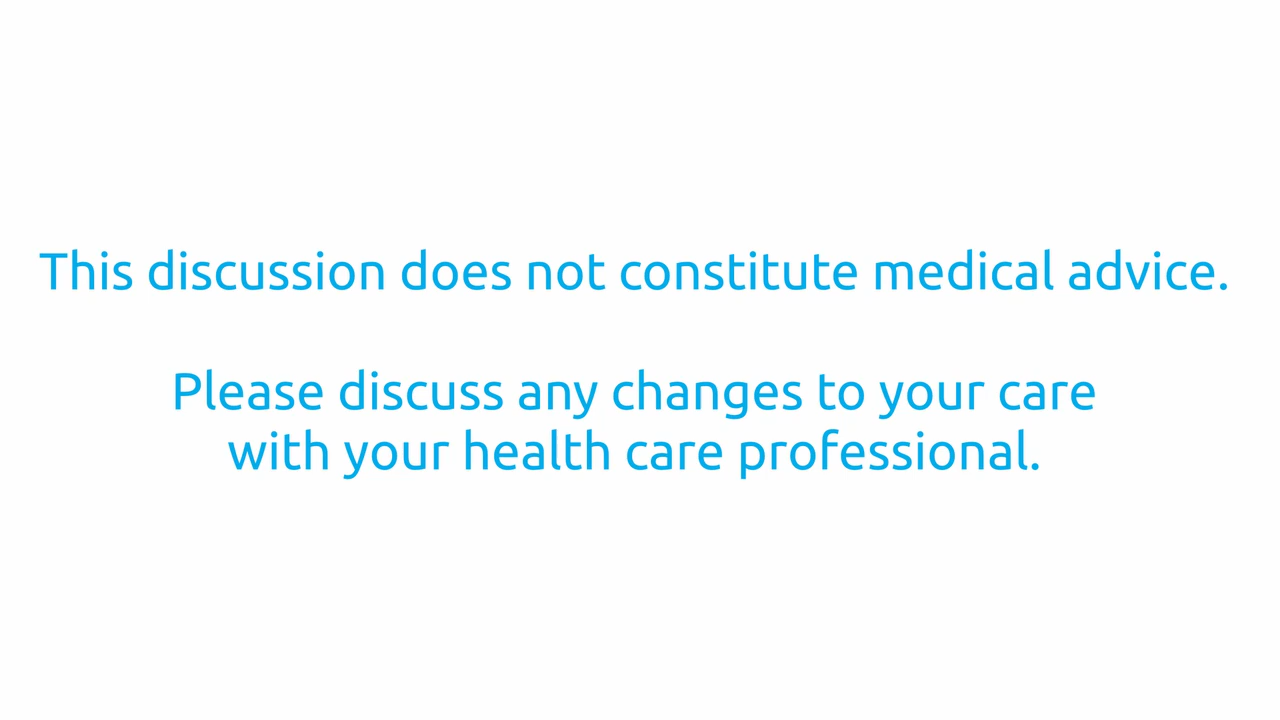 This discussion does not constitute medical advice.
Please discuss any changes to your care
with your health care professional.